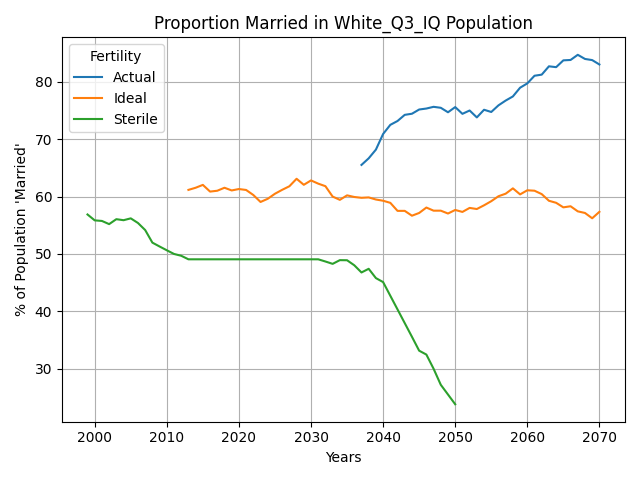 Proportion Married in White_Q3_IQ Population
% of Population 'Married'
Fertility
Actual
Ideal
Sterile
80
70
60
50
40
30
2000 2010 2020 2030 2040 2050 2060 2070
Years